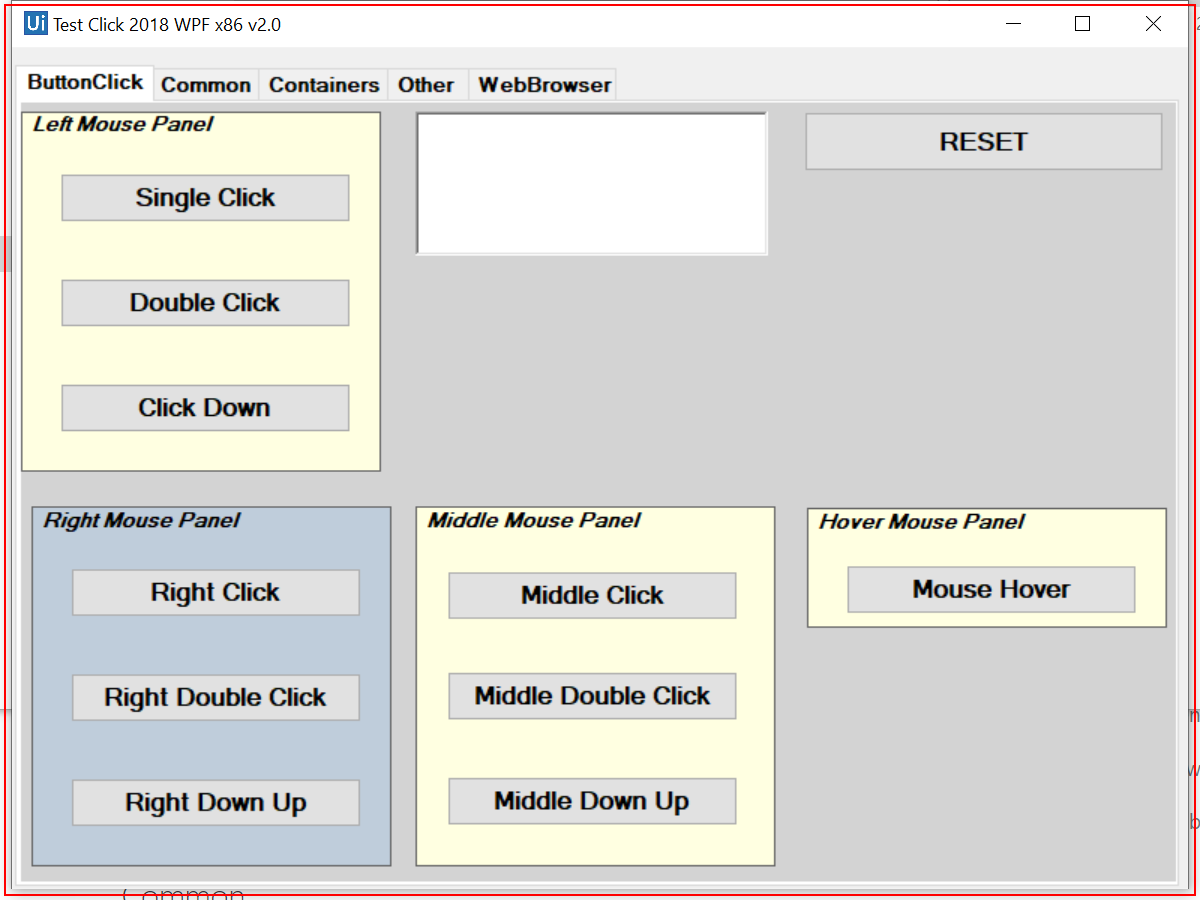 Ui Test Click 2018 WPF x86 v2.0
ButtonClick Common Containers Other WebBrowser
Left Mouse Panel
Single Click
Double Click
Click Down
RESET
Right Mouse Panel
Right Click
Right Double Click
Right Down Up
Middle Mouse Panel
Middle Click
Middle Double Click
Middle Down Up
Hover Mouse Panel
Mouse Hover
Common